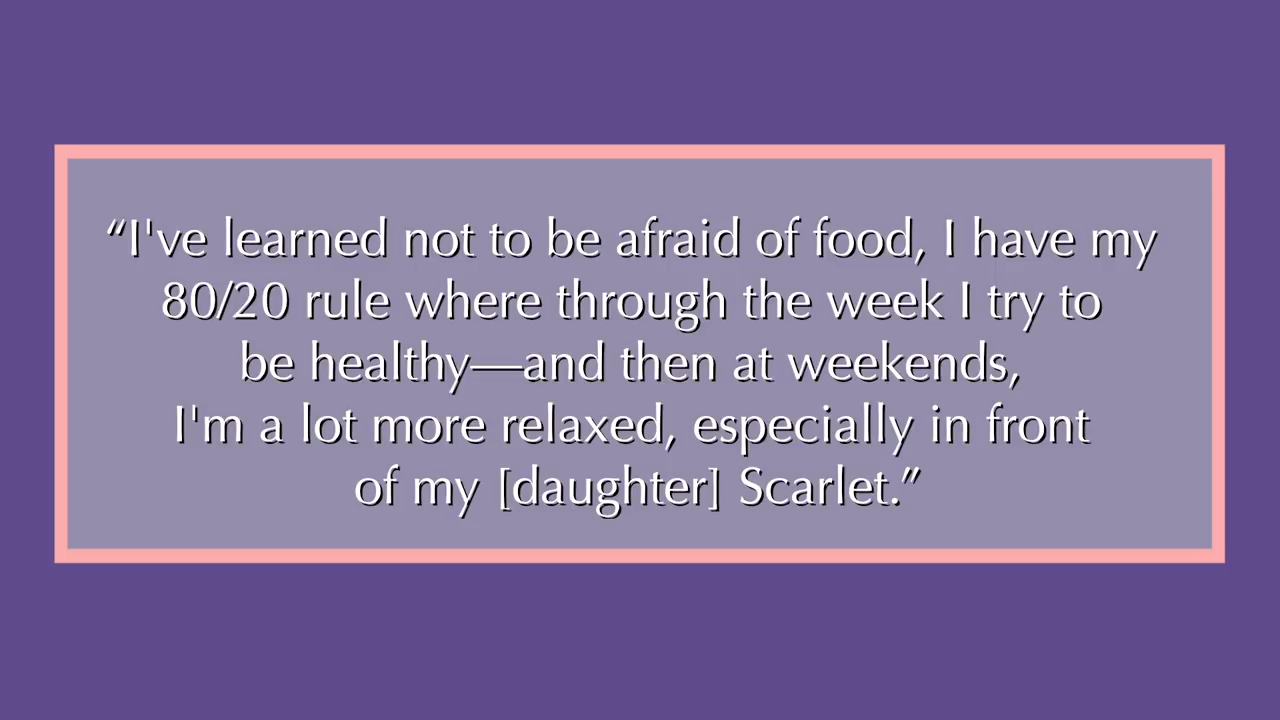 “I've learned not to be afraid of food, I have my
80/20 rule where through the week I try to
be healthy—and then at weekends,
I'm a lot more relaxed, especially in front
of my [daughter] Scarlet.”